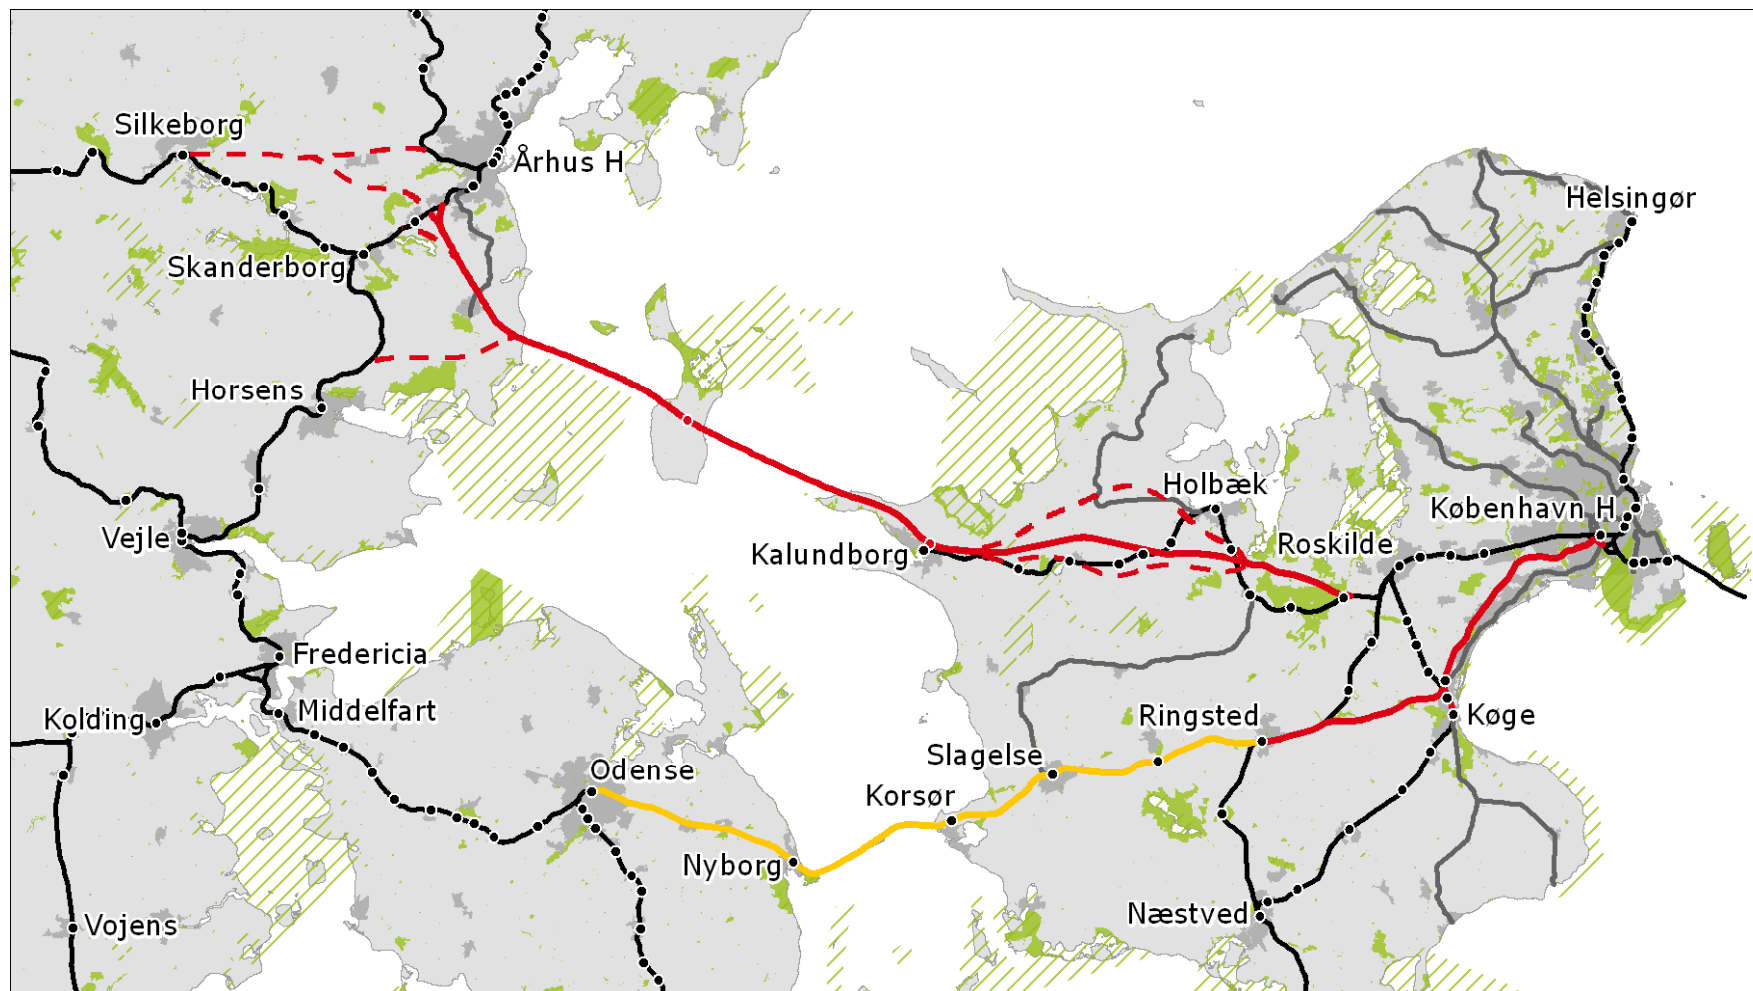 Silkeborg
Århus H
Helsingør
Skanderborg
Horsens
Holbæk
København H
Vejle
Kalundborg
Roskilde
Fredericia
Kolding
Middelfart
Ringsted
Køge
Slagelse
Odense
Korsør
Nyborg
Næstved
Vojens